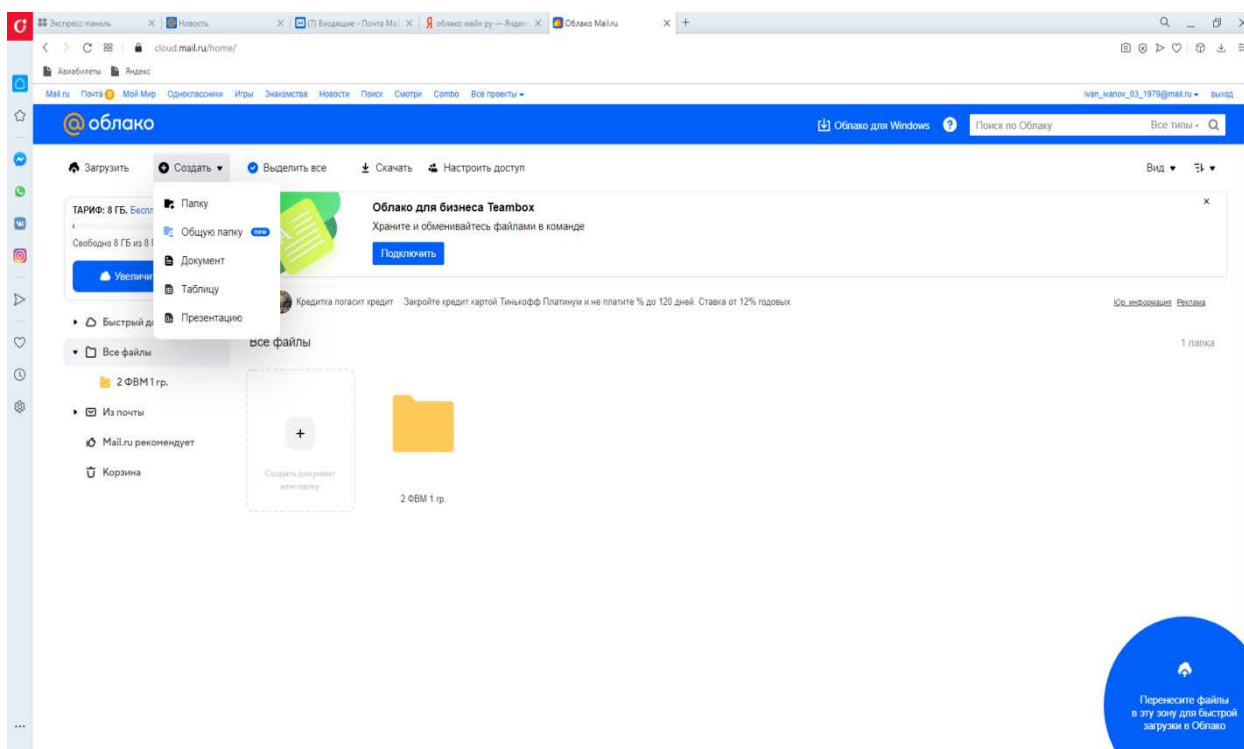 Экспресс-панель
Новость
(7) Входящие - Почта Mai
облако майл ру — Яндекс
Облако Mail.ru
cloud.mail.ru/home/
Авиабилеты Яндекс
Mail.ru Почта Мой Мир Одноклассники Игры Знакомства Новости Поиск Смотри Combo Все проекты
ivan_ivanov_03_1979@mail.ru выход
облако
Облако для Windows ? Поиск по Облаку Все типы
Загрузить Создать Выделить все Скачать Настроить доступ Вид
Папку
Общую папку new
Документ
Таблицу
Презентацию
ТАРИФ: 8 ГБ. Беспл
Свободно 8 ГБ из 8 Г
Увеличи
Облако для бизнеса Teambox
Храните и обменивайтесь файлами в команде
Подключить
Кредитка погасит кредит Закройте кредит картой Тинькофф Платинум и не платите % до 120 дней. Ставка от 12% годовых
Юр. информация Реклама
Быстрый до
Все файлы
2 ФВМ 1 гр.
Из почты
Mail.ru рекомендует
Корзина
Все файлы 1 папка
Создать документ
или папку
2 ФВМ 1 гр.
Перенесите файлы
в эту зону для быстрой
загрузки в Облако